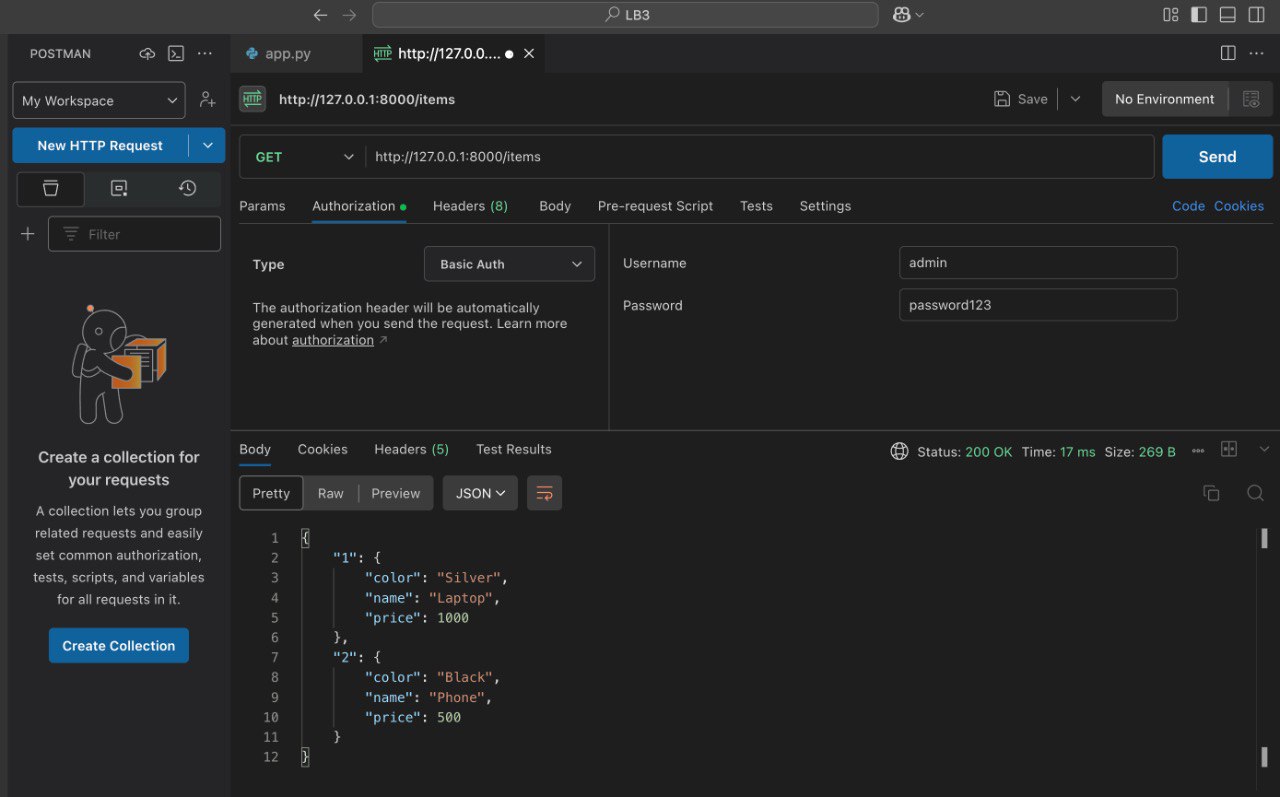 LB3
POSTMAN
app.py
http://127.0.0....
My Workspace
http://127.0.0.1:8000/items
Save
No Environment
New HTTP Request
GET
http://127.0.0.1:8000/items
Send
Params
Authorization
Headers (8)
Body
Pre-request Script
Tests
Settings
Code
Cookies
Filter
Type
Basic Auth
The authorization header will be automatically
generated when you send the request. Learn more
about authorization
Username
admin
Password
password123
Create a collection for
your requests
A collection lets you group
related requests and easily
set common authorization,
tests, scripts, and variables
for all requests in it.
Create Collection
Body
Cookies
Headers (5)
Test Results
Status: 200 OK Time: 17 ms Size: 269 B
Pretty
Raw
Preview
JSON
1 {
2 "1": {
3 "color": "Silver",
4 "name": "Laptop",
5 "price": 1000
6 },
7 "2": {
8 "color": "Black",
9 "name": "Phone",
10 "price": 500
11 }
12 }